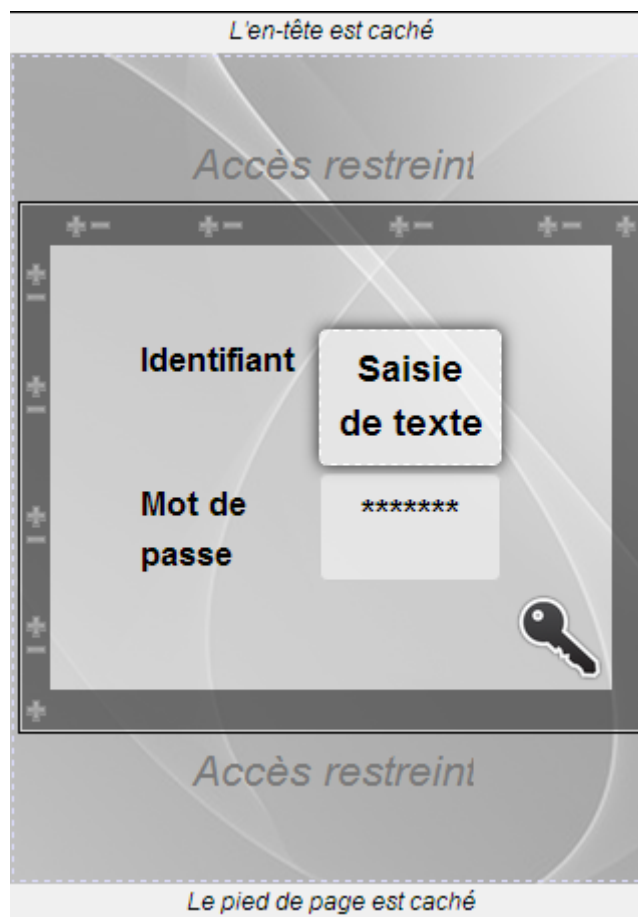 L'en-tête est caché
Accès restreint
Identifiant
Saisie
de texte
Mot de
passe
*******
Accès restreint
Le pied de page est caché